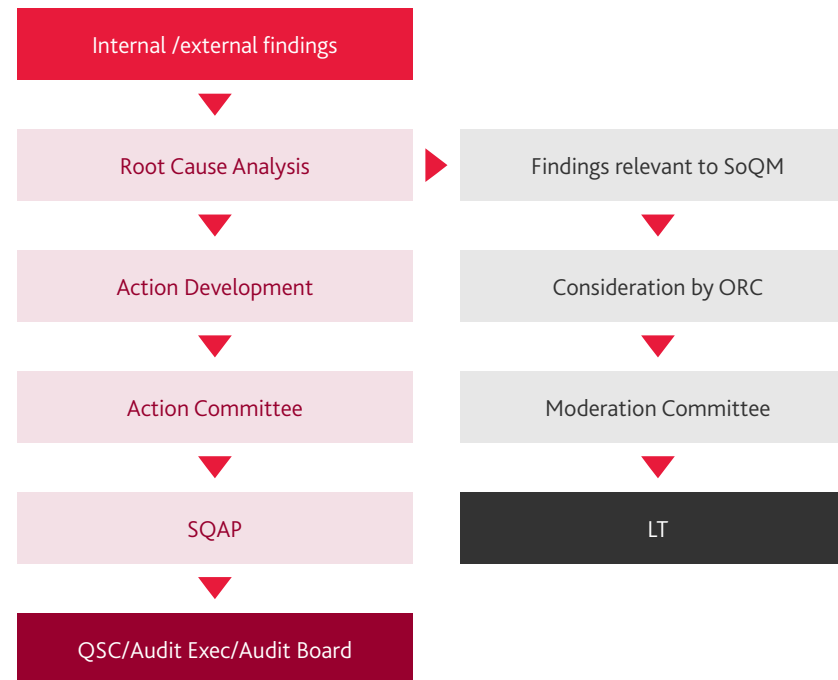 Internal /external findings
Root Cause Analysis
Findings relevant to SoQM
Action Development
Consideration by ORC
Action Committee
Moderation Committee
SQAP
LT
QSC/Audit Exec/Audit Board